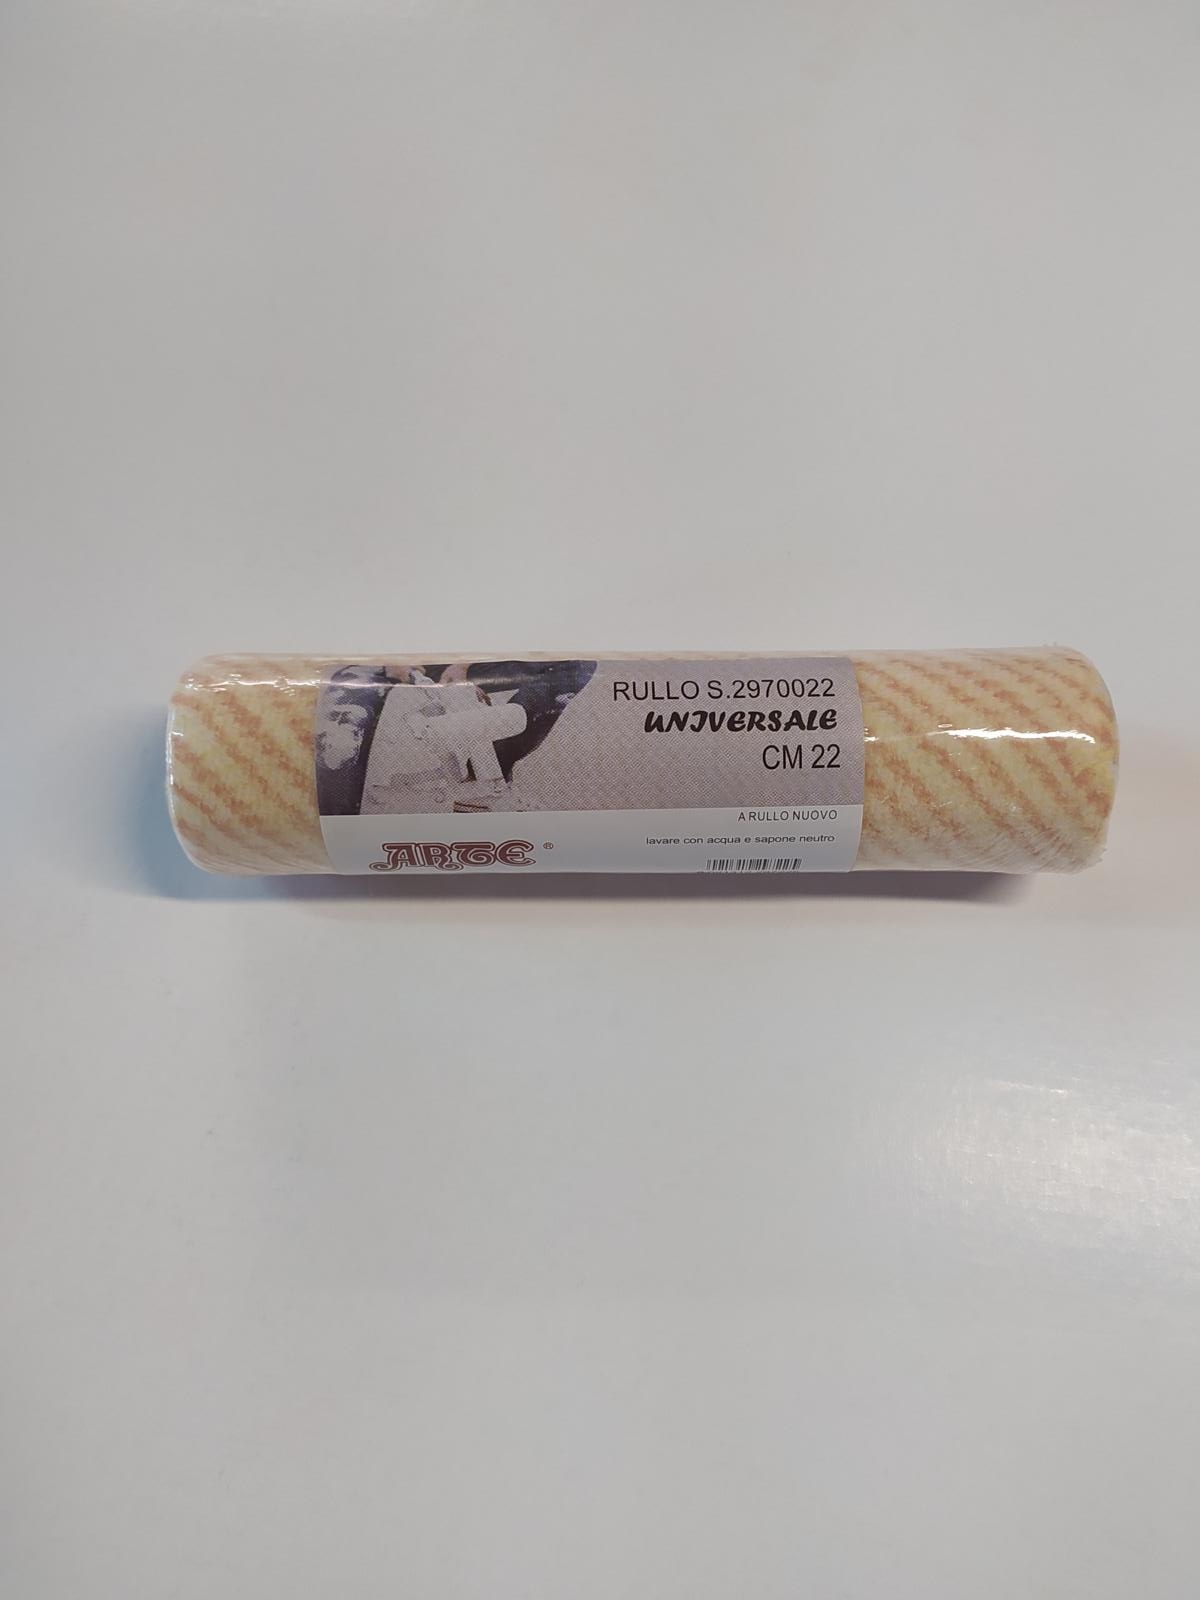 RULLO S.2970022
UNIVERSALE
CM 22
A RULLO NUOVO
lavare con acqua e sapone neutro
ARTE ®